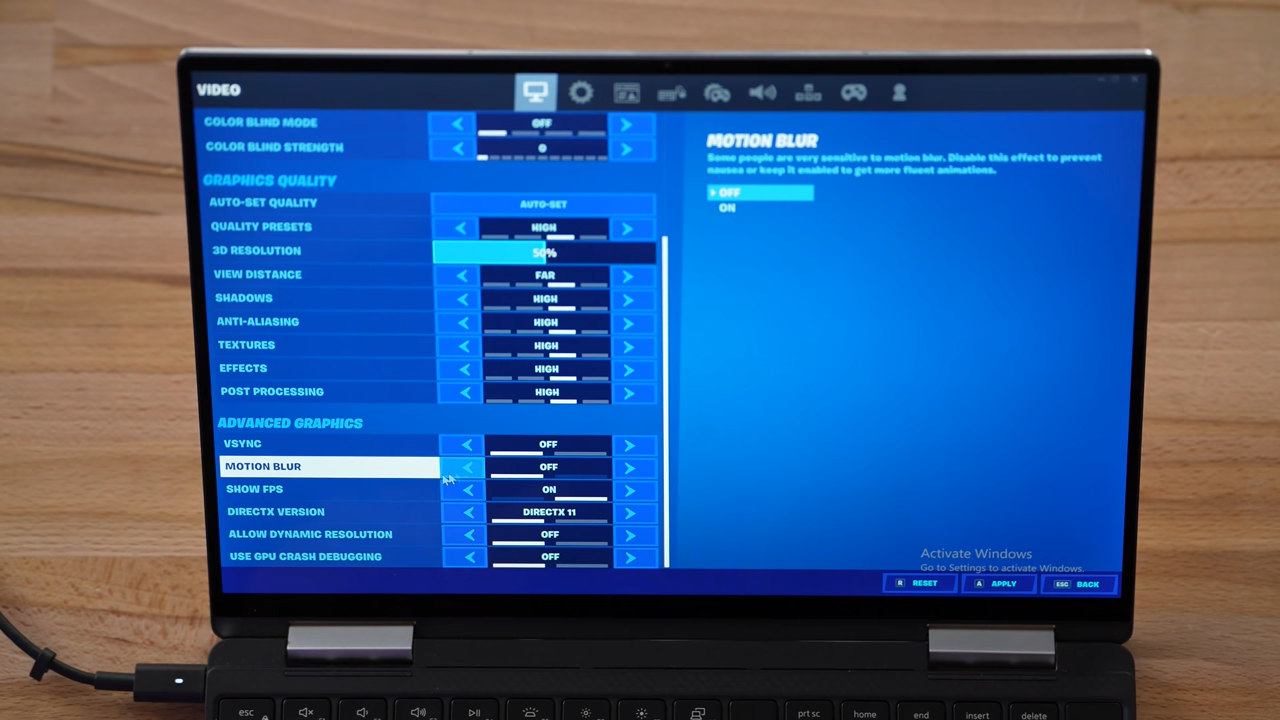 VIDEO
COLOR BLIND MODE OFF
COLOR BLIND STRENGTH 0
GRAPHICS QUALITY
AUTO-SET QUALITY AUTO-SET
QUALITY PRESETS HIGH
3D RESOLUTION 50%
VIEW DISTANCE FAR
SHADOWS HIGH
ANTI-ALIASING HIGH
TEXTURES HIGH
EFFECTS HIGH
POST PROCESSING HIGH
ADVANCED GRAPHICS
VSYNC OFF
MOTION BLUR OFF
SHOW FPS ON
DIRECTX VERSION DIRECTX 11
ALLOW DYNAMIC RESOLUTION OFF
USE GPU CRASH DEBUGGING OFF
MOTION BLUR
Some people are very sensitive to motion blur. Disable this effect to prevent
nausea or keep it enabled to get more fluent animations.
OFF
ON
Activate Windows
Go to Settings to activate Windows.
R RESET A APPLY ESC BACK
esc prt sc home end insert delete